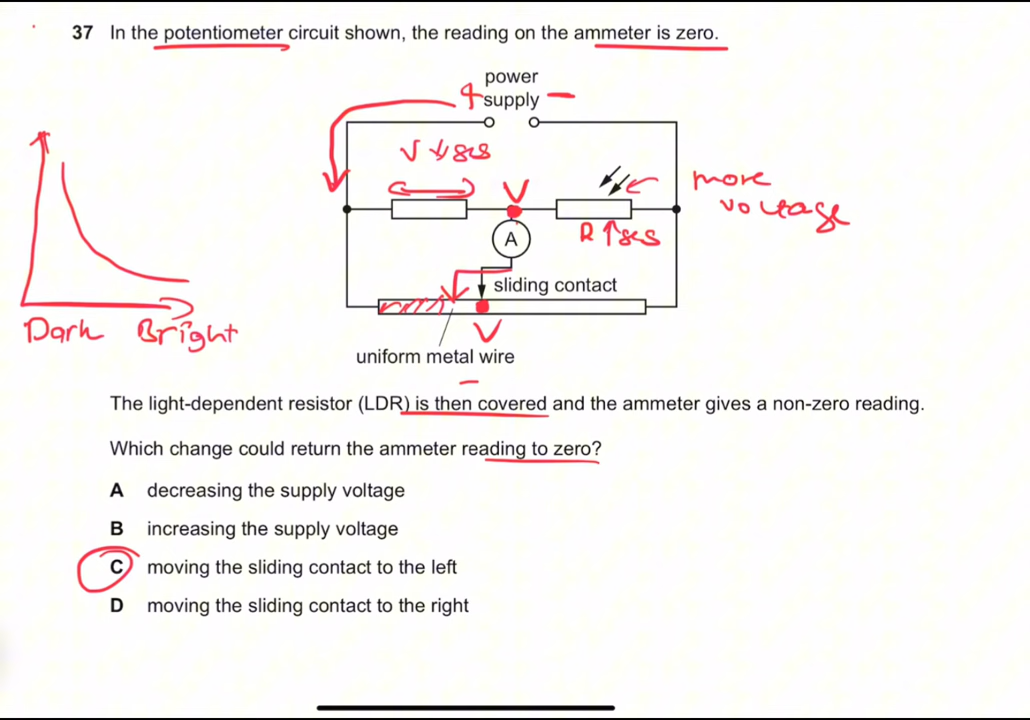 37 In the potentiometer circuit shown, the reading on the ammeter is zero.
power
+ supply −
V ↓ses
V
more
voltage
A
R ↑ses
sliding contact
Dark Bright
V
uniform metal wire
The light-dependent resistor (LDR) is then covered and the ammeter gives a non-zero reading.
Which change could return the ammeter reading to zero?
A decreasing the supply voltage
B increasing the supply voltage
C moving the sliding contact to the left
D moving the sliding contact to the right